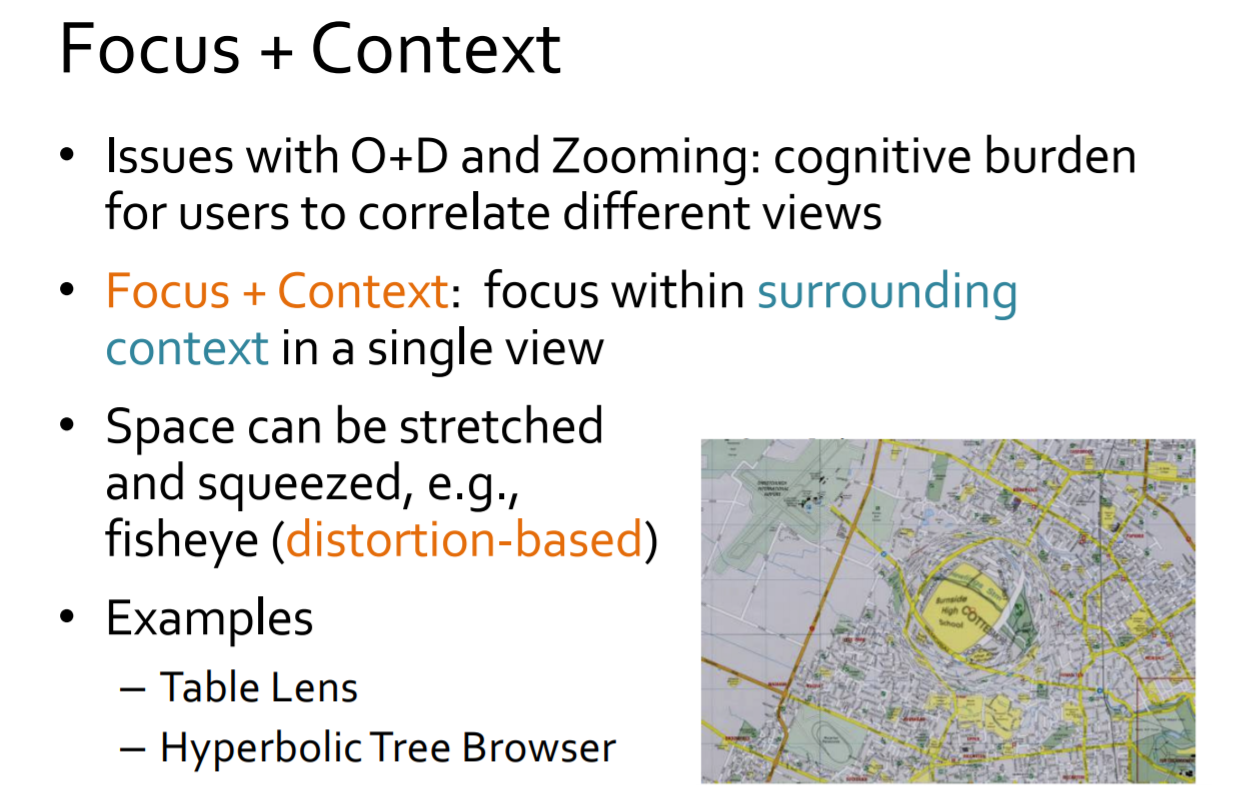 Focus + Context
• Issues with O+D and Zooming: cognitive burden
for users to correlate different views
• Focus + Context:  focus within surrounding
context in a single view
• Space can be stretched
and squeezed, e.g.,
fisheye (distortion-based)
• Examples
– Table Lens
– Hyperbolic Tree Browser
Burnside
High
School